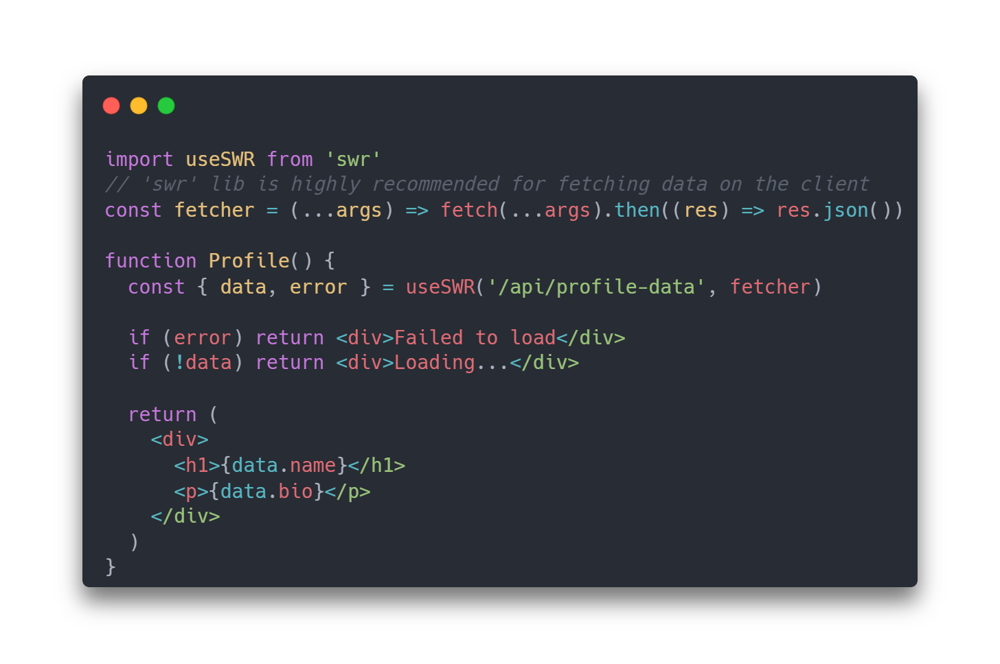 import useSWR from 'swr'
// 'swr' lib is highly recommended for fetching data on the client
const fetcher = (...args) => fetch(...args).then((res) => res.json())

function Profile() {
  const { data, error } = useSWR('/api/profile-data', fetcher)

  if (error) return <div>Failed to load</div>
  if (!data) return <div>Loading...</div>

  return (
    <div>
      <h1>{data.name}</h1>
      <p>{data.bio}</p>
    </div>
  )
}